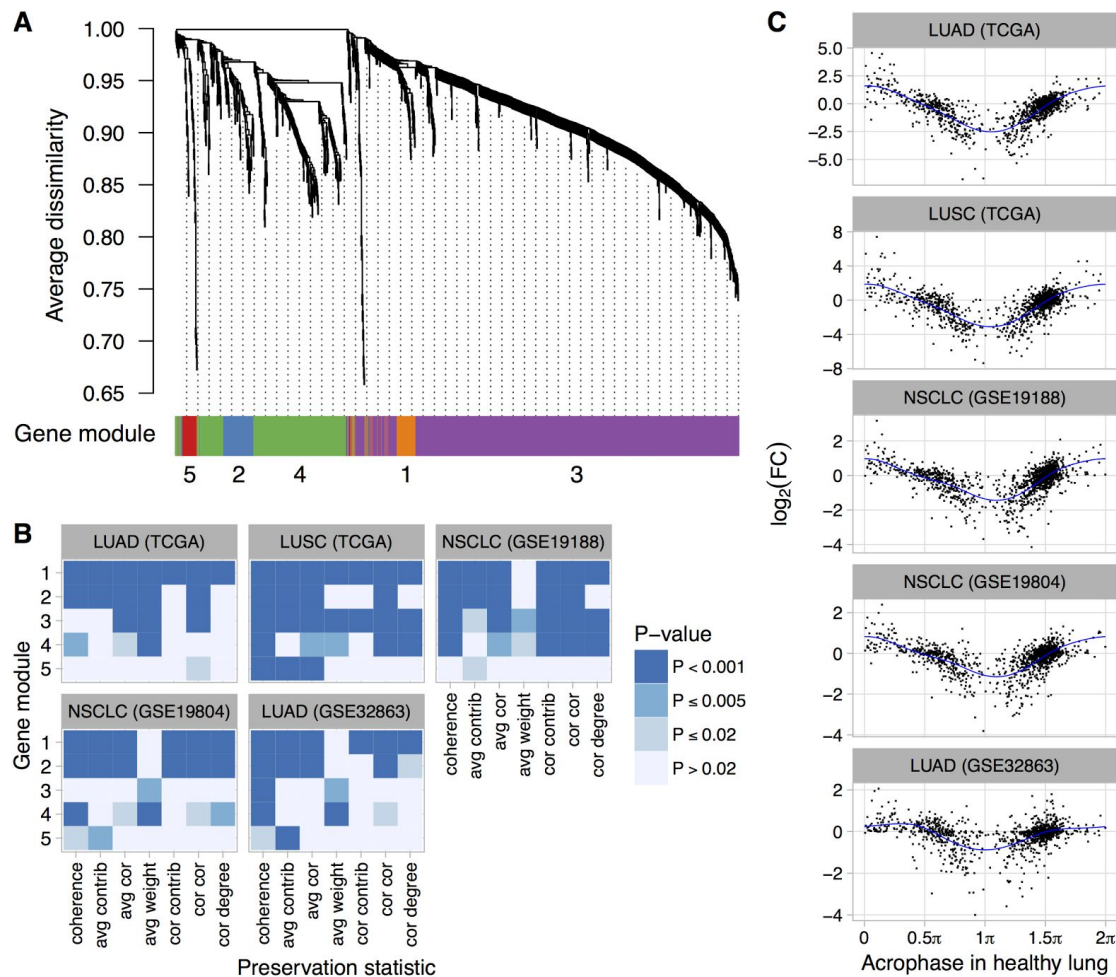 A
1.00
0.95
0.90
0.85
0.80
0.75
0.70
0.65
Average dissimilarity
Gene module
5 2 4 1 3
B
LUAD (TCGA)
LUSC (TCGA)
NSCLC (GSE19188)
1
2
3
4
5
NSCLC (GSE19804)
LUAD (GSE32863)
1
2
3
4
5
Gene module
coherence
avg contrib
avg cor
avg weight
cor contrib
cor cor
cor degree
coherence
avg contrib
avg cor
avg weight
cor contrib
cor cor
cor degree
coherence
avg contrib
avg cor
avg weight
cor contrib
cor cor
cor degree
Preservation statistic
P-value
P < 0.001
P ≤ 0.005
P ≤ 0.02
P > 0.02
C
LUAD (TCGA)
5.0
2.5
0.0
-2.5
-5.0
LUSC (TCGA)
8
4
0
-4
-8
NSCLC (GSE19188)
2
0
-2
-4
NSCLC (GSE19804)
2
0
-2
-4
LUAD (GSE32863)
2
0
-2
-4
log2(FC)
0 0.5π 1π 1.5π 2π
Acrophase in healthy lung